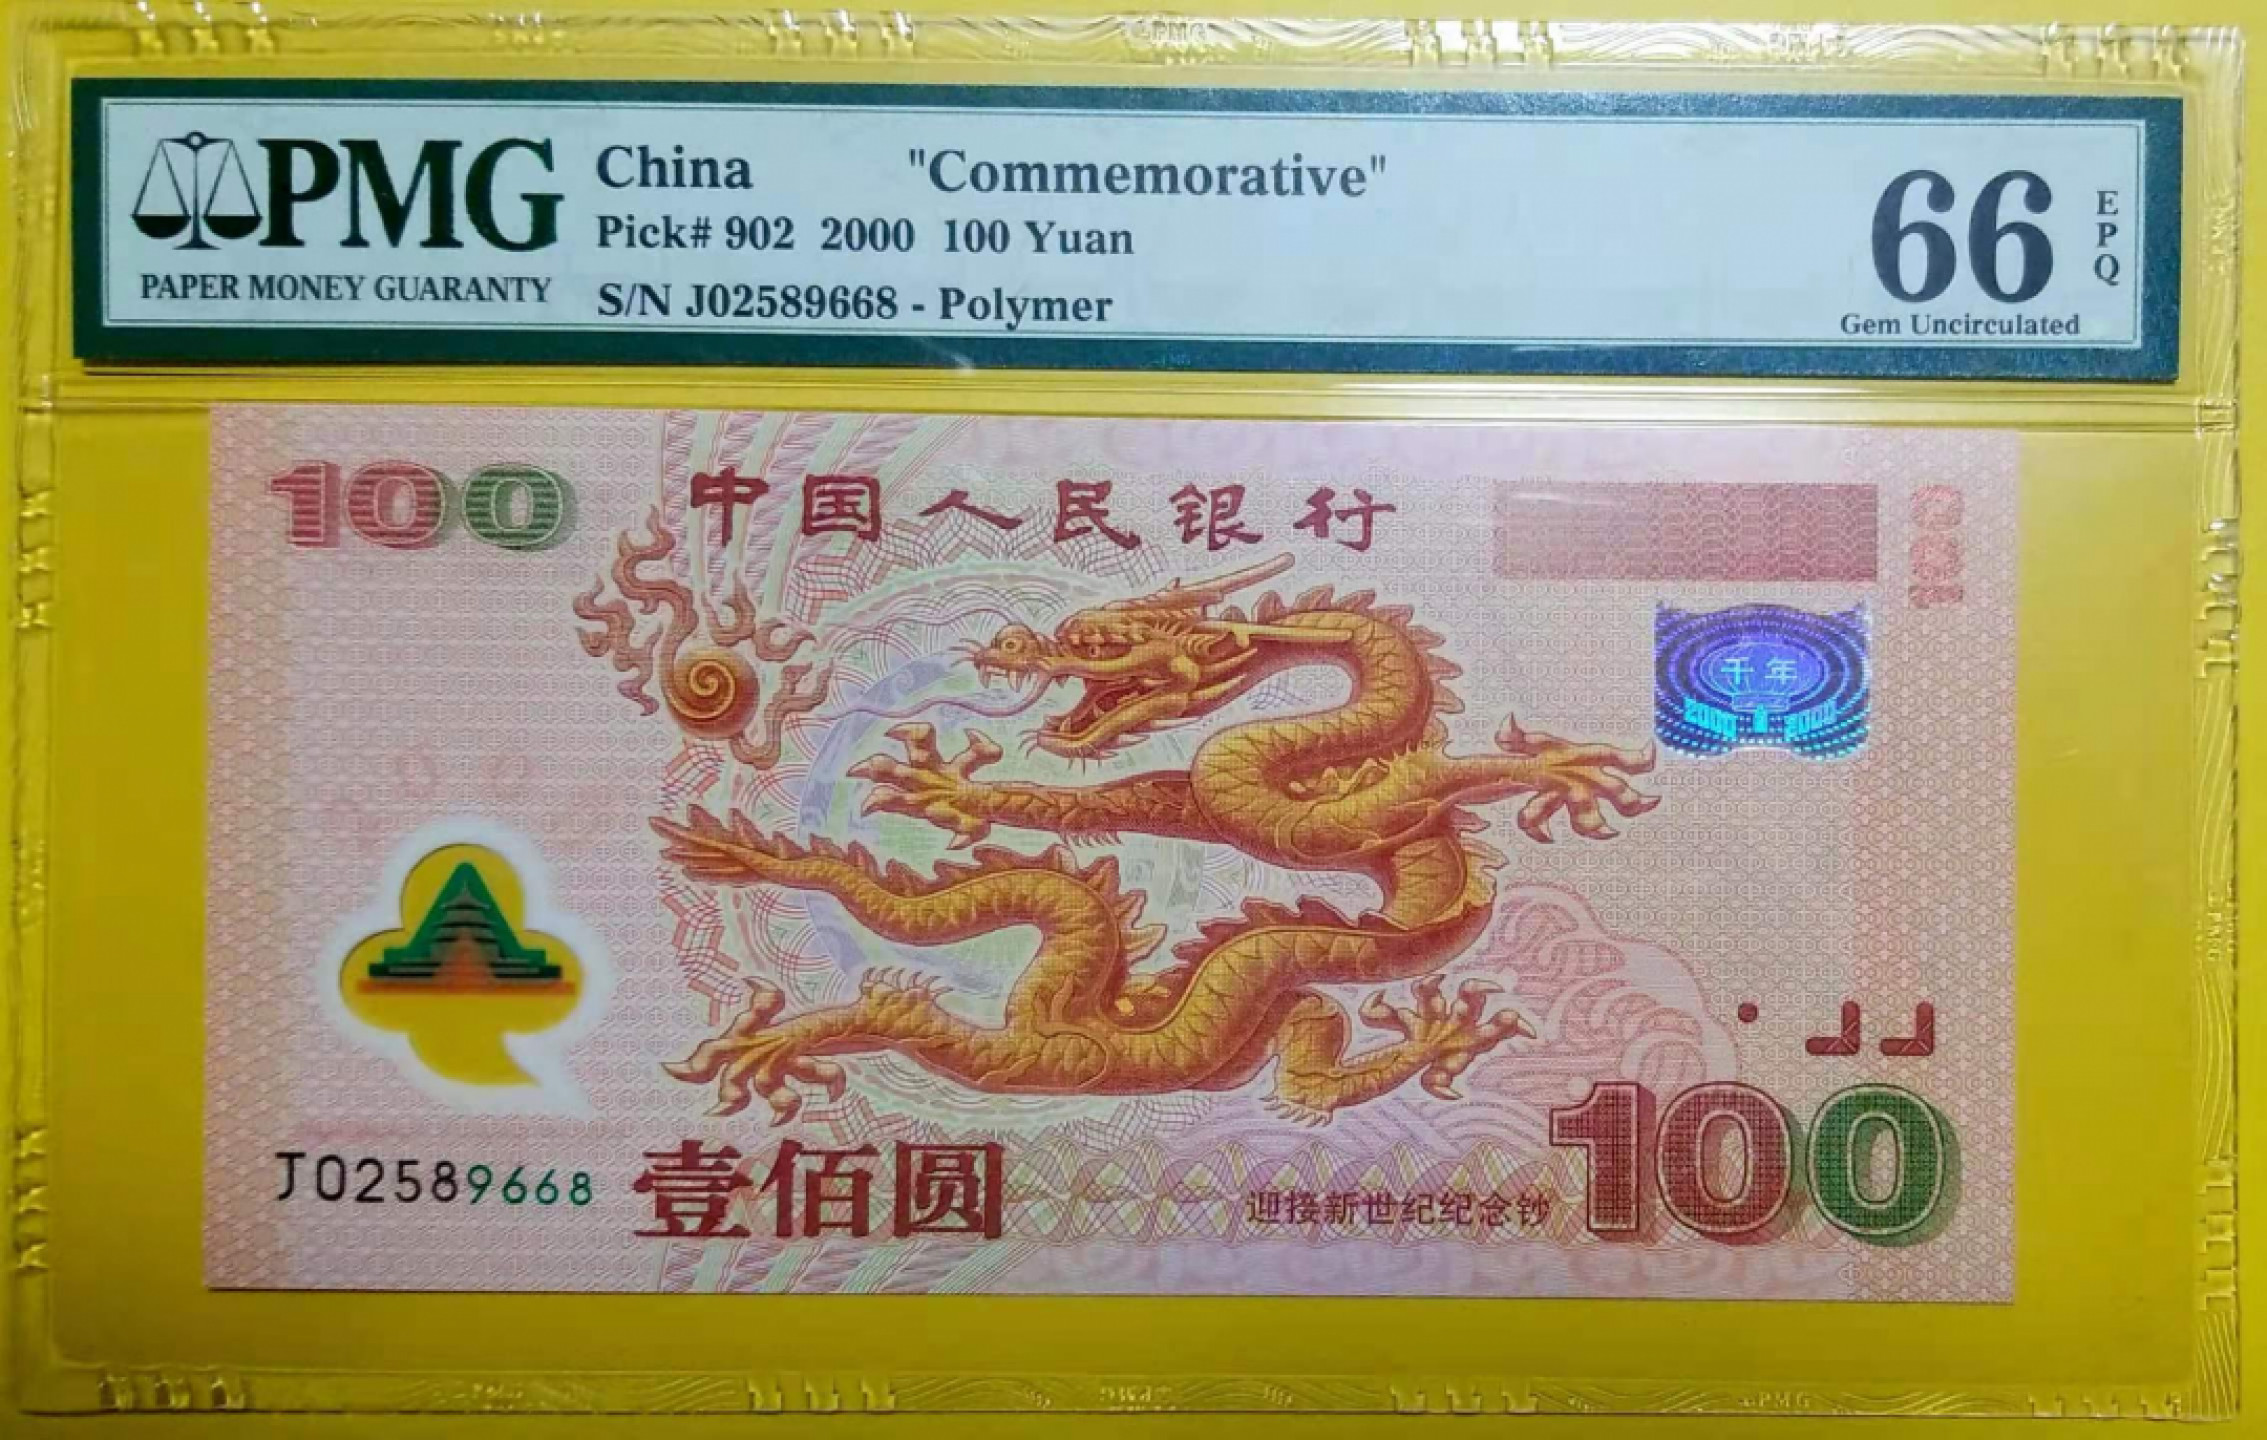 PMG
PAPER MONEY GUARANTY
China "Commemorative"
Pick# 902 2000 100 Yuan
S/N J02589668 - Polymer
66
EPQ
Gem Uncirculated
100
中国人民银行
100
千年
2000 2000
J02589668
壹佰圆
迎接新世纪纪念钞
100